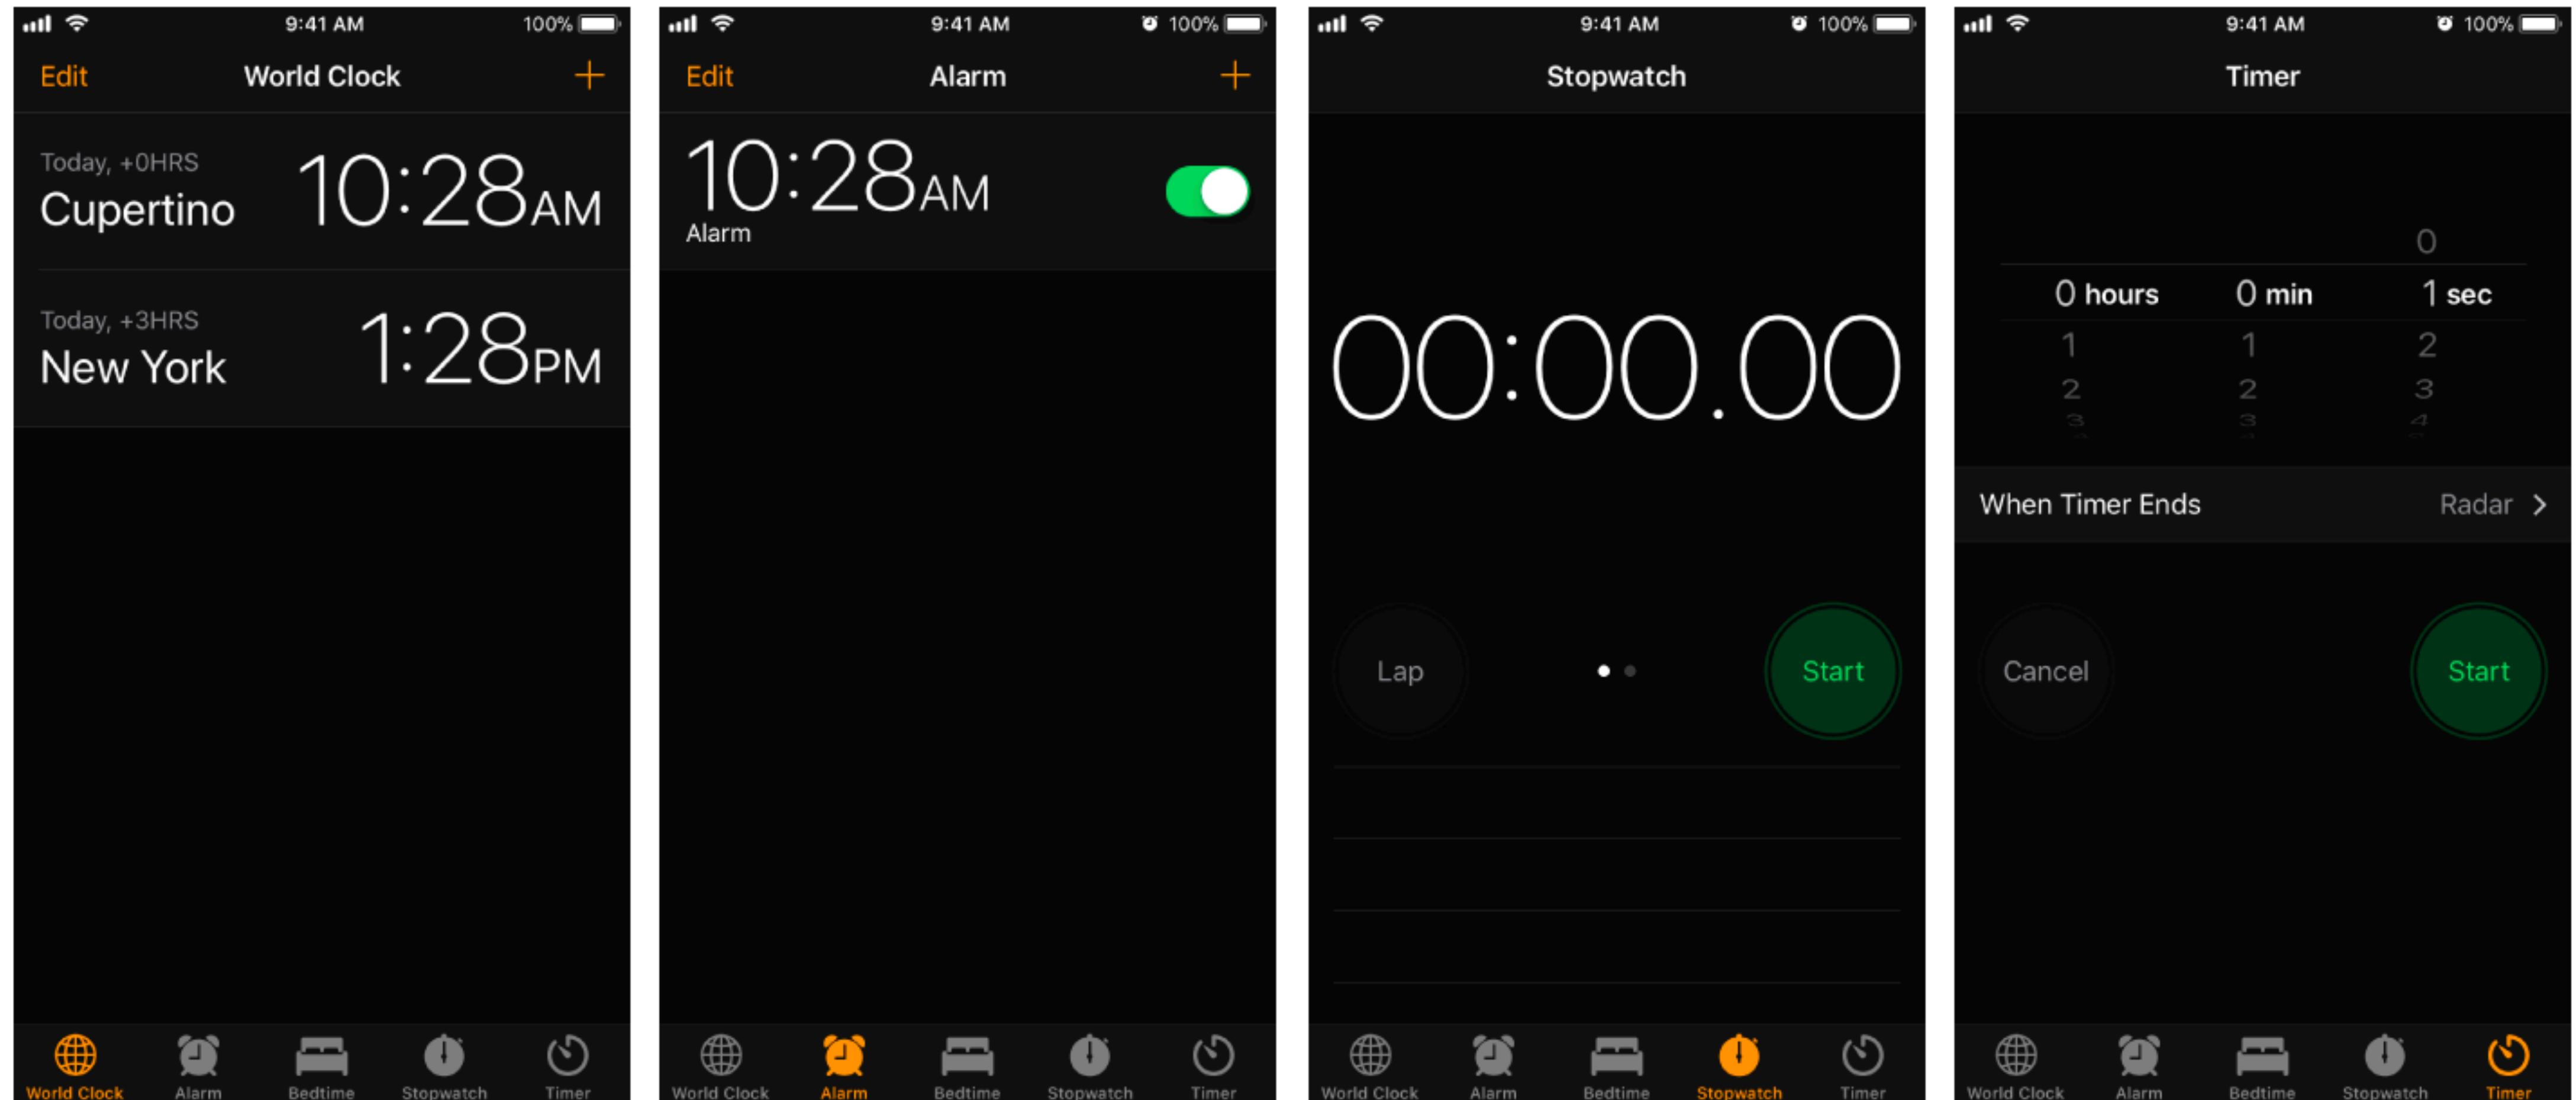 9:41 AM 100%
Edit World Clock +
Today, +0HRS
Cupertino 10:28AM
Today, +3HRS
New York 1:28PM
World Clock Alarm Bedtime Stopwatch Timer
9:41 AM 100%
Edit Alarm +
10:28AM
Alarm
World Clock Alarm Bedtime Stopwatch Timer
9:41 AM 100%
Stopwatch
00:00.00
Lap Start
World Clock Alarm Bedtime Stopwatch Timer
9:41 AM 100%
Timer
0
0 hours 0 min 1 sec
1 1 2
2 2 3
3 3 4
When Timer Ends Radar >
Cancel Start
World Clock Alarm Bedtime Stopwatch Timer